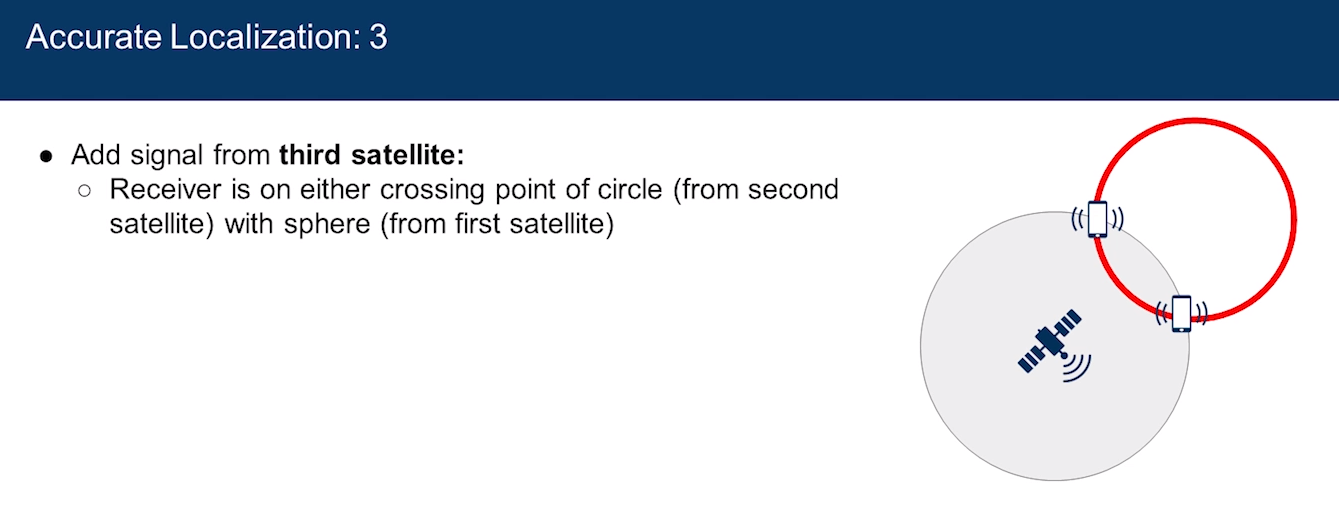 Accurate Localization: 3
● Add signal from third satellite:
○ Receiver is on either crossing point of circle (from second
satellite) with sphere (from first satellite)